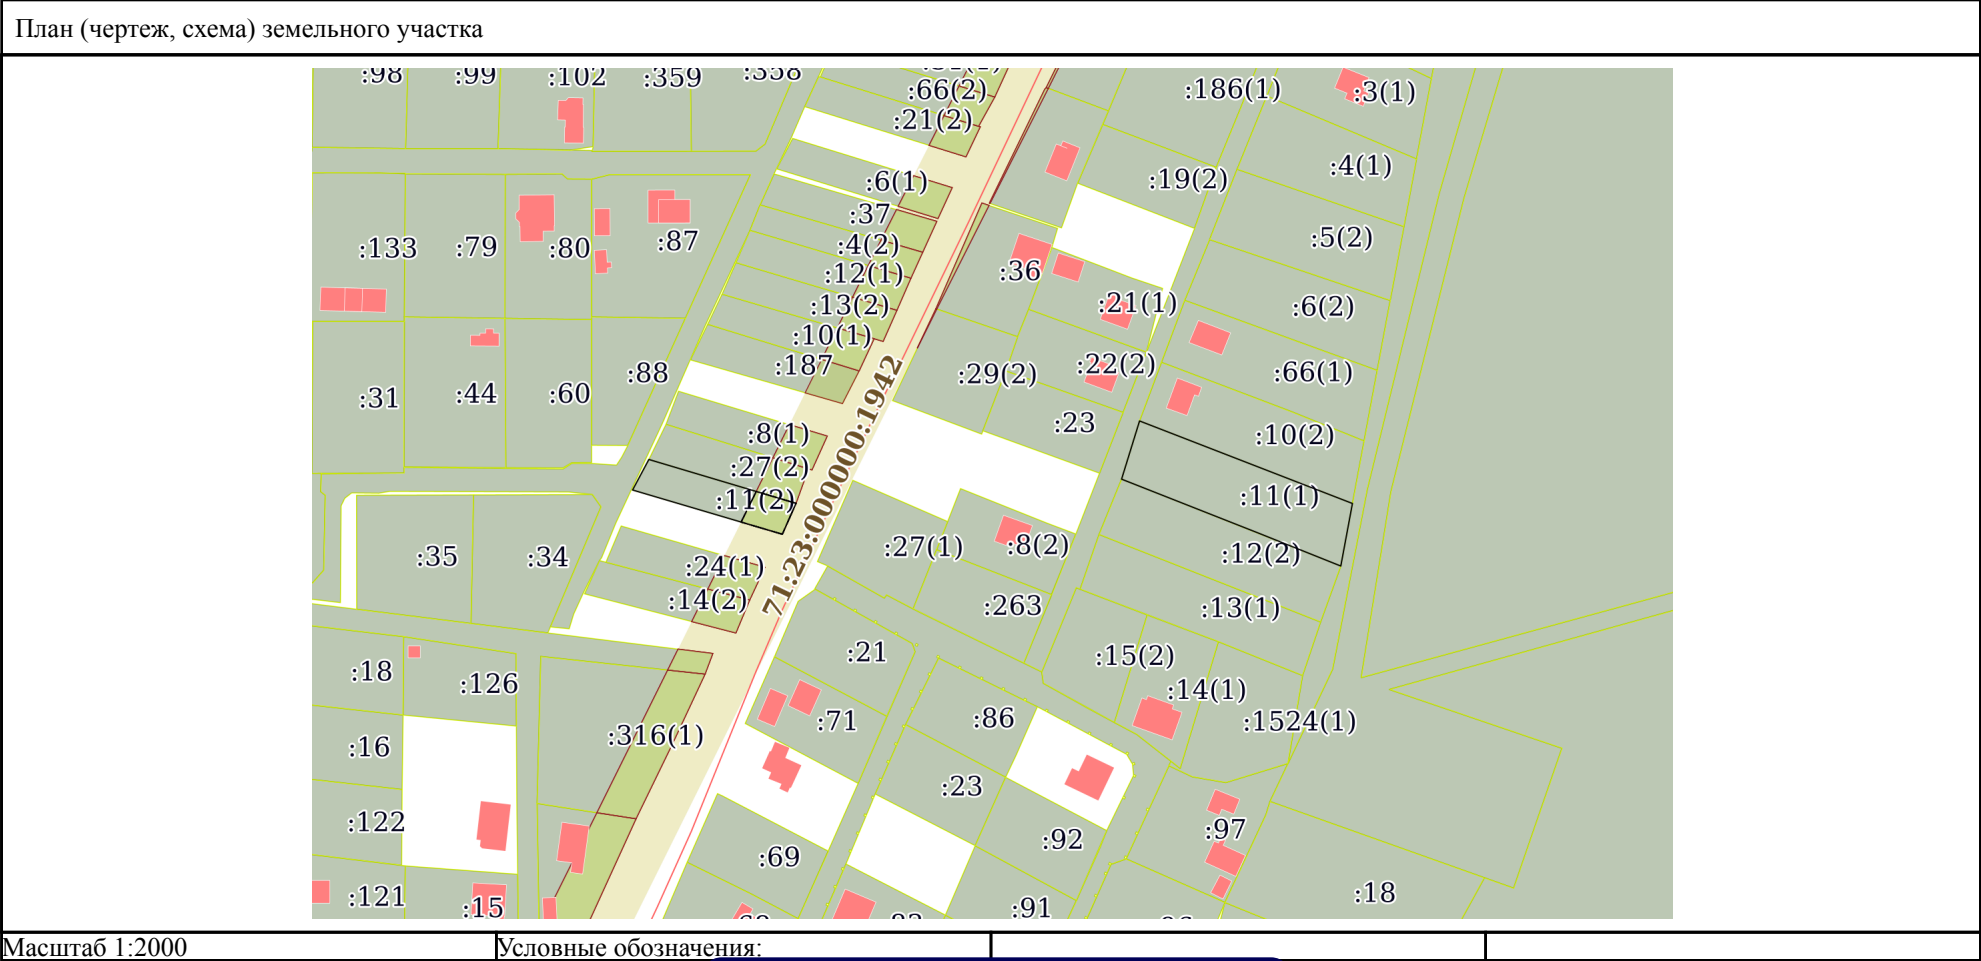 План (чертеж, схема) земельного участка
:98 :99 :102 :359 :358
:66(2) :186(1) :3(1)
:21(2)
:4(1)
:6(1) :19(2)
:37
:133 :79 :80 :87 :4(2) :5(2)
:12(1) :36
:13(2) :21(1) :6(2)
:10(1)
:187 :22(2)
:88 :29(2) :66(1)
:31 :44 :60
:23
:8(1) :10(2)
:27(2)
:11(2) :11(1)
71:23:000000:1942
:35 :34 :27(1) :8(2) :12(2)
:24(1)
:14(2) :263 :13(1)
:21 :15(2)
:18 :126 :14(1)
:316(1) :71 :86 :1524(1)
:16
:23
:122 :92 :97
:69
:121 :15 :91 :18
Масштаб 1:2000 Условные обозначения: